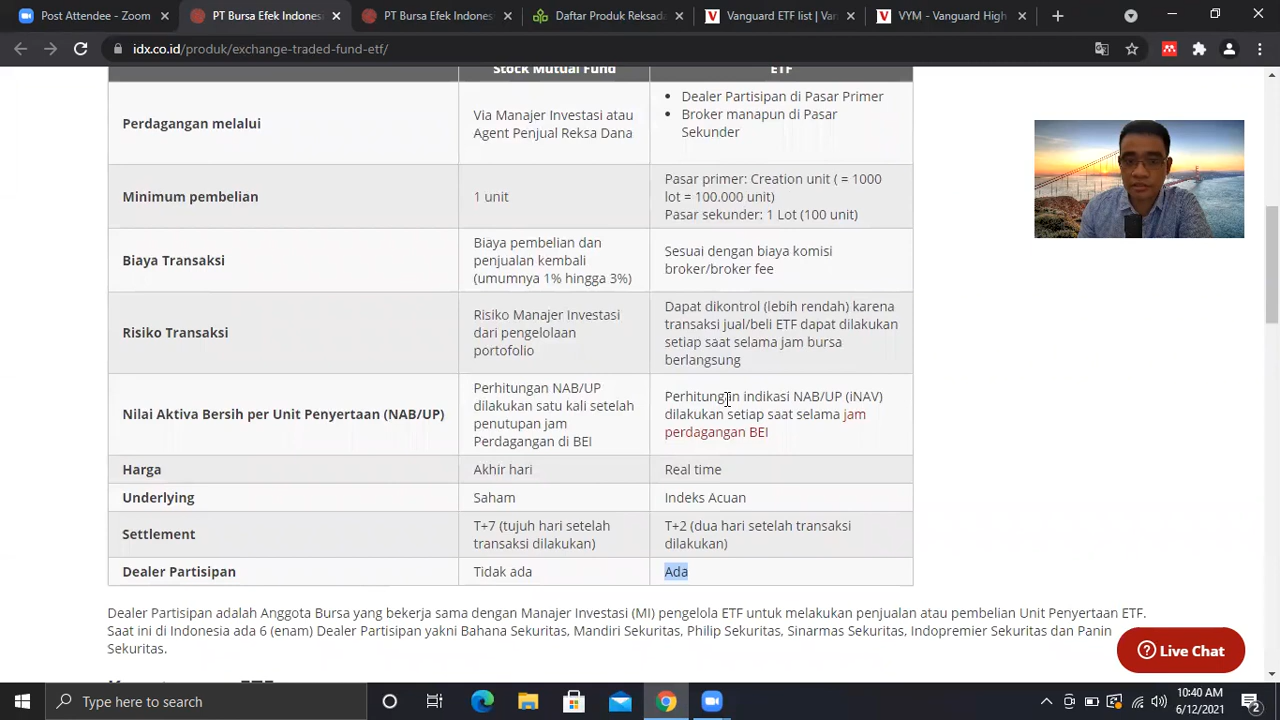 Post Attendee - Zoom
PT Bursa Efek Indones
PT Bursa Efek Indones
Daftar Produk Reksad
Vanguard ETF list | Van
VYM - Vanguard High
idx.co.id/produk/exchange-traded-fund-etf/
Stock Mutual Fund
ETF
Perdagangan melalui
Via Manajer Investasi atau
Agent Penjual Reksa Dana
• Dealer Partisipan di Pasar Primer
• Broker manapun di Pasar
Sekunder
Minimum pembelian
1 unit
Pasar primer: Creation unit ( = 1000
lot = 100.000 unit)
Pasar sekunder: 1 Lot (100 unit)
Biaya Transaksi
Biaya pembelian dan
penjualan kembali
(umumnya 1% hingga 3%)
Sesuai dengan biaya komisi
broker/broker fee
Risiko Transaksi
Risiko Manajer Investasi
dari pengelolaan
portofolio
Dapat dikontrol (lebih rendah) karena
transaksi jual/beli ETF dapat dilakukan
setiap saat selama jam bursa
berlangsung
Nilai Aktiva Bersih per Unit Penyertaan (NAB/UP)
Perhitungan NAB/UP
dilakukan satu kali setelah
penutupan jam
Perdagangan di BEI
Perhitungan indikasi NAB/UP (iNAV)
dilakukan setiap saat selama jam
perdagangan BEI
Harga
Akhir hari
Real time
Underlying
Saham
Indeks Acuan
Settlement
T+7 (tujuh hari setelah
transaksi dilakukan)
T+2 (dua hari setelah transaksi
dilakukan)
Dealer Partisipan
Tidak ada
Ada
Dealer Partisipan adalah Anggota Bursa yang bekerja sama dengan Manajer Investasi (MI) pengelola ETF untuk melakukan penjualan atau pembelian Unit Penyertaan ETF.
Saat ini di Indonesia ada 6 (enam) Dealer Partisipan yakni Bahana Sekuritas, Mandiri Sekuritas, Philip Sekuritas, Sinarmas Sekuritas, Indopremier Sekuritas dan Panin
Sekuritas.
Live Chat
Type here to search
10:40 AM
6/12/2021
2